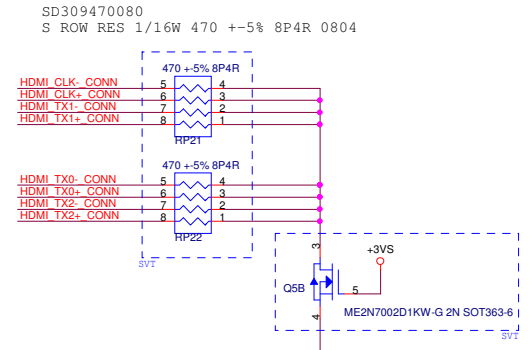 SD309470080
S ROW RES 1/16W 470 +-5% 8P4R 0804
470 +-5% 8P4R
HDMI_CLK-_CONN 5 4
HDMI_CLK+_CONN 6 3
HDMI_TX1-_CONN 7 2
HDMI_TX1+_CONN 8 1
RP21
470 +-5% 8P4R
HDMI_TX0-_CONN 5 4
HDMI_TX0+_CONN 6 3
HDMI_TX2-_CONN 7 2
HDMI_TX2+_CONN 8 1
RP22
SVT
3
+3VS
Q5B
5
4
ME2N7002D1KW-G 2N SOT363-6
SVT